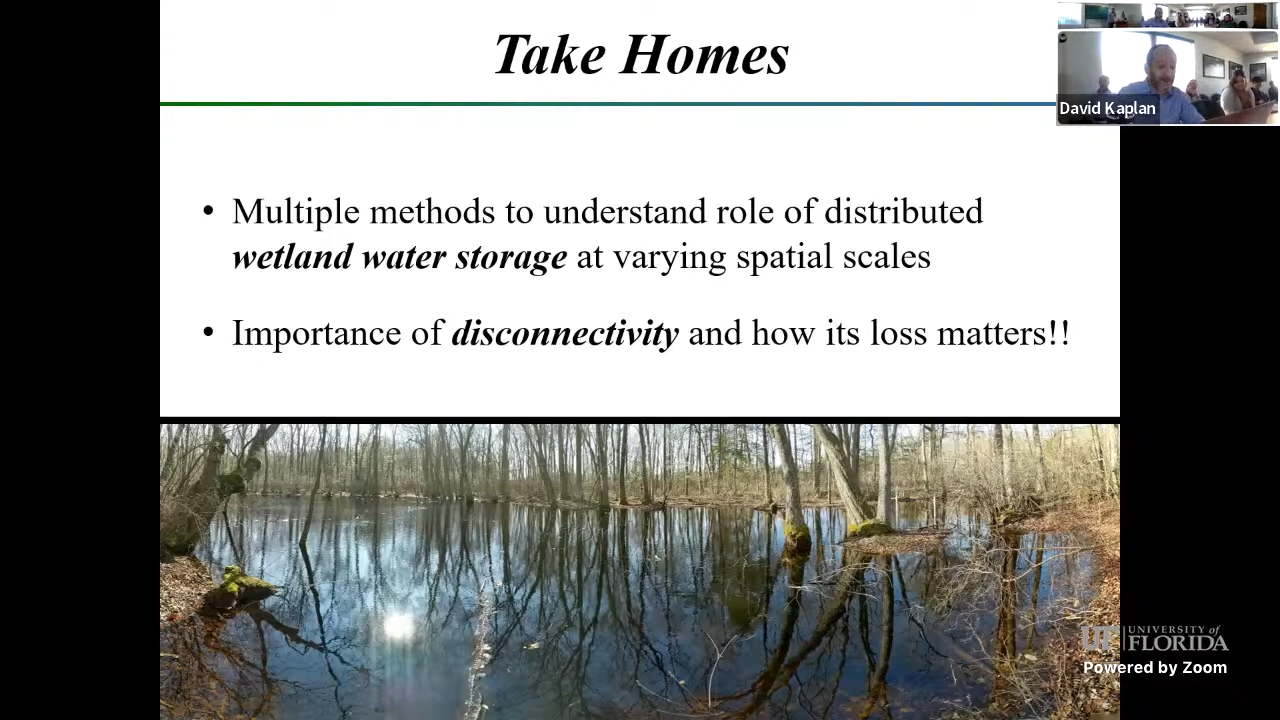 Take Homes
David Kaplan
• Multiple methods to understand role of distributed
wetland water storage at varying spatial scales
• Importance of disconnectivity and how its loss matters!!
UF UNIVERSITY of
FLORIDA
Powered by Zoom